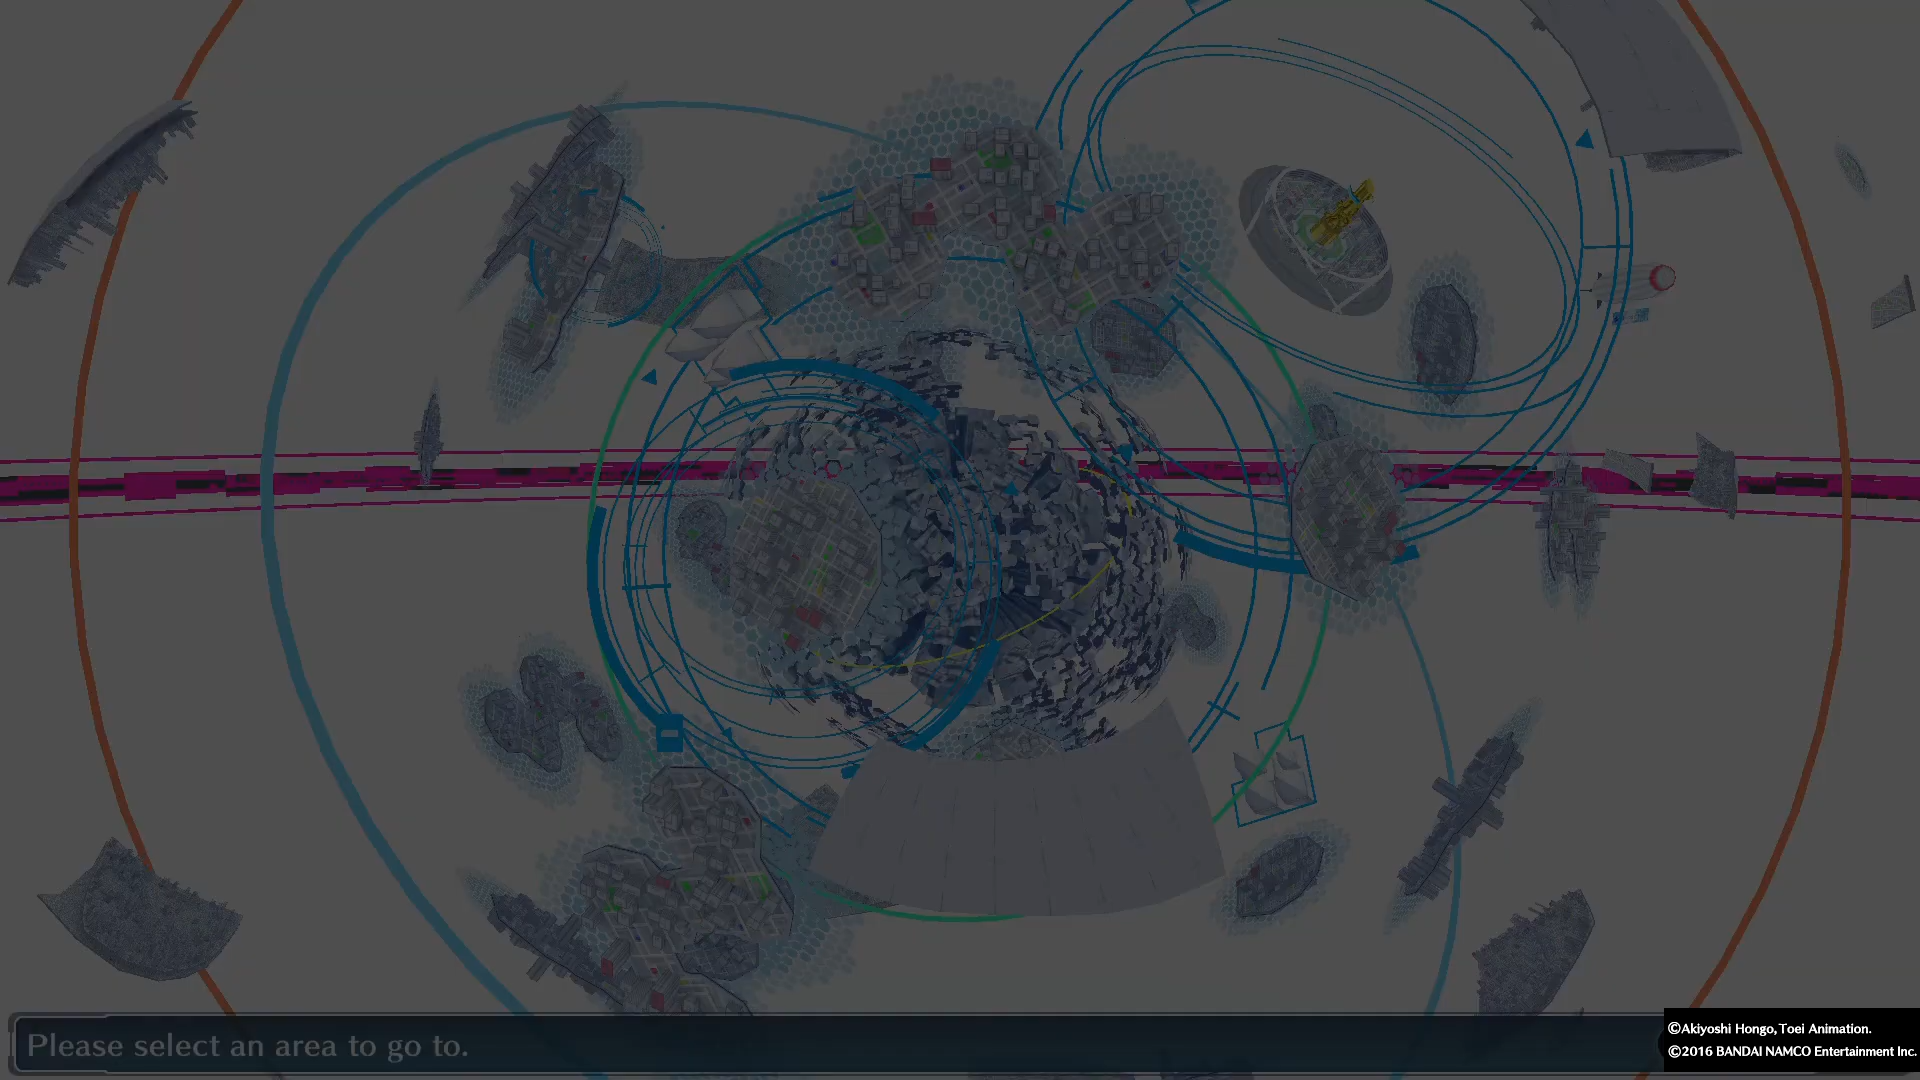 Please select an area to go to.
©Akiyoshi Hongo, Toei Animation.
©2016 BANDAI NAMCO Entertainment Inc.